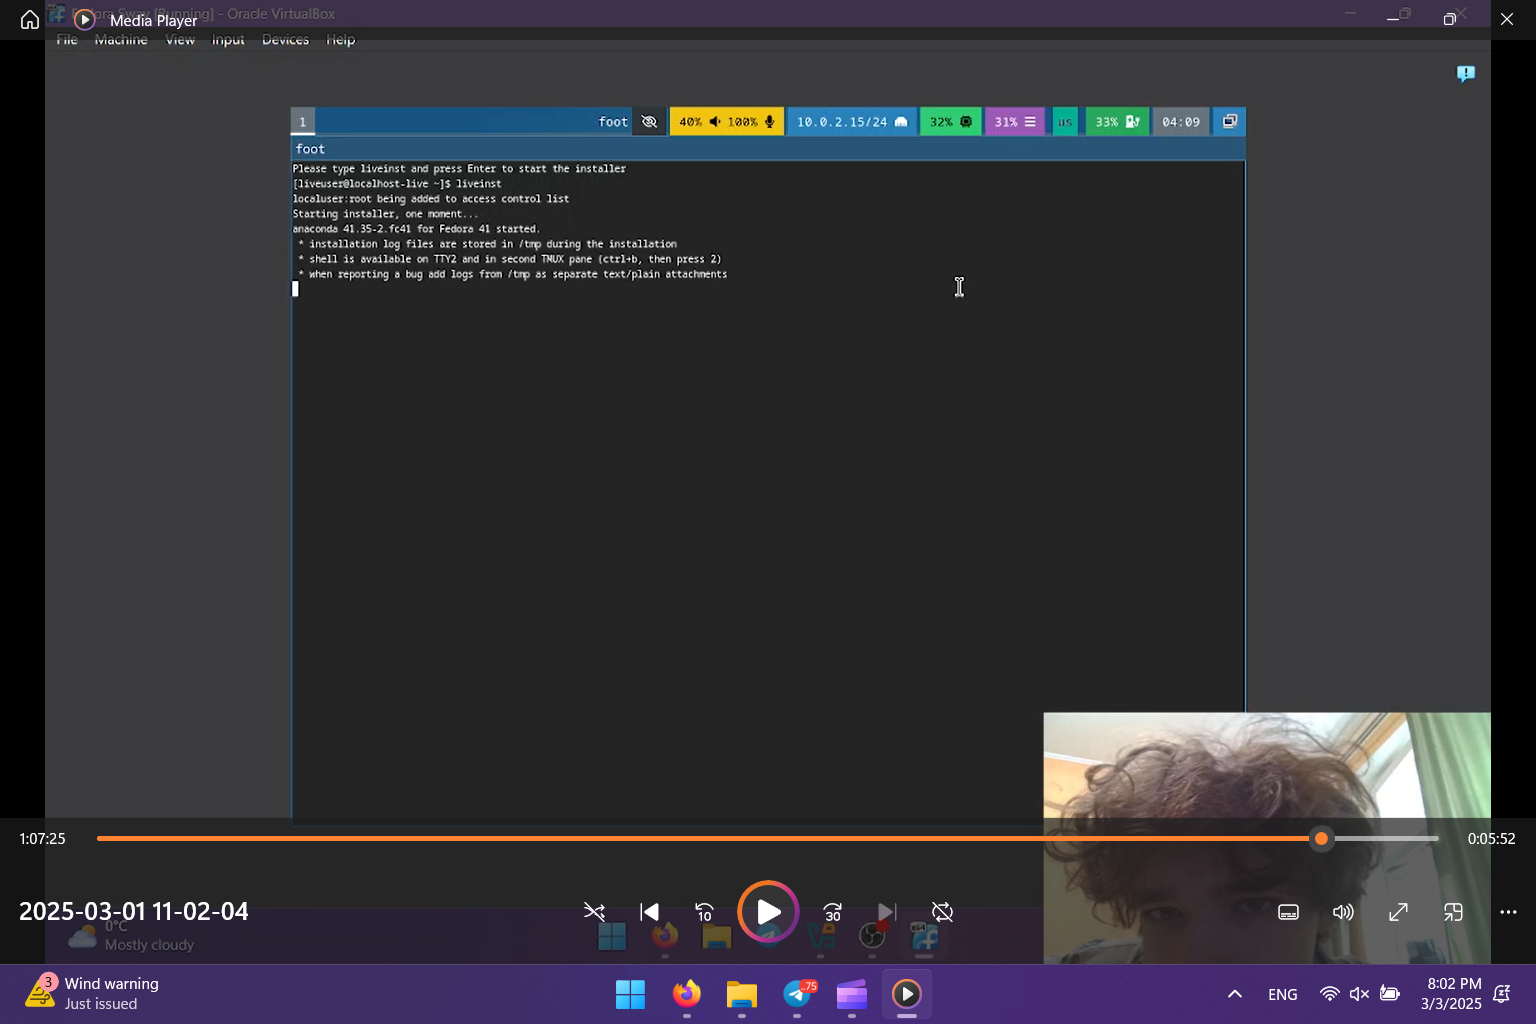 Fedora Sway [Running] - Oracle VirtualBox
Media Player
File Machine View Input Devices Help
1 foot 40% 100% 10.0.2.15/24 32% 31% us 33% 04:09
foot
Please type liveinst and press Enter to start the installer
[liveuser@localhost-live ~]$ liveinst
localuser:root being added to access control list
Starting installer, one moment...
anaconda 41.35-2.fc41 for Fedora 41 started.
* installation log files are stored in /tmp during the installation
* shell is available on TTY2 and in second TMUX pane (ctrl+b, then press 2)
* when reporting a bug add logs from /tmp as separate text/plain attachments
1:07:25 0:05:52
2025-03-01 11-02-04
10 30
0°C
Mostly cloudy
3 Wind warning
Just issued
..75
ENG
8:02 PM
3/3/2025